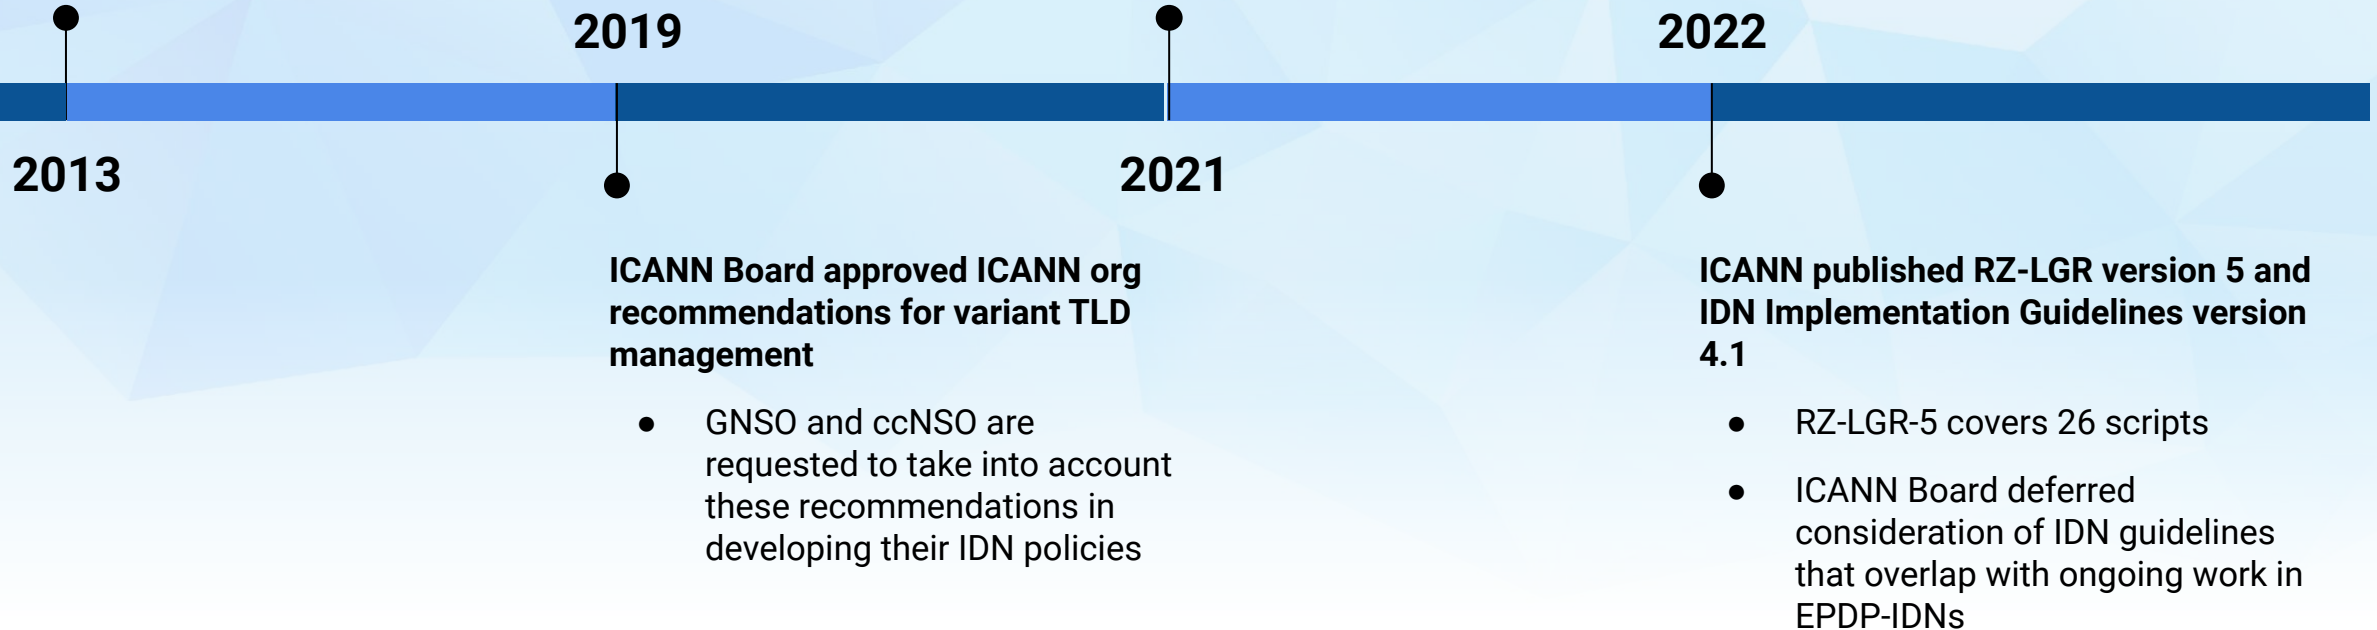 2019
2022
2013
2021
ICANN Board approved ICANN org
recommendations for variant TLD
management
● GNSO and ccNSO are
requested to take into account
these recommendations in
developing their IDN policies
ICANN published RZ-LGR version 5 and
IDN Implementation Guidelines version
4.1
● RZ-LGR-5 covers 26 scripts
● ICANN Board deferred
consideration of IDN guidelines
that overlap with ongoing work in
EPDP-IDNs